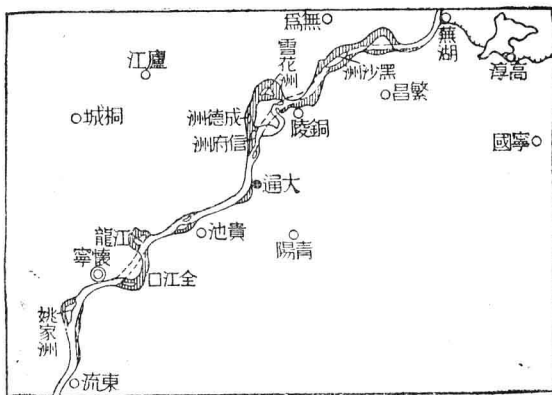 無爲
蕪湖
雪花洲
黑沙洲
高淳
廬江
繁昌
桐城
成德洲
銅陵
信府洲
寧國
大通
江龍
貴池
青陽
懷寧
全江口
姚家洲
東流